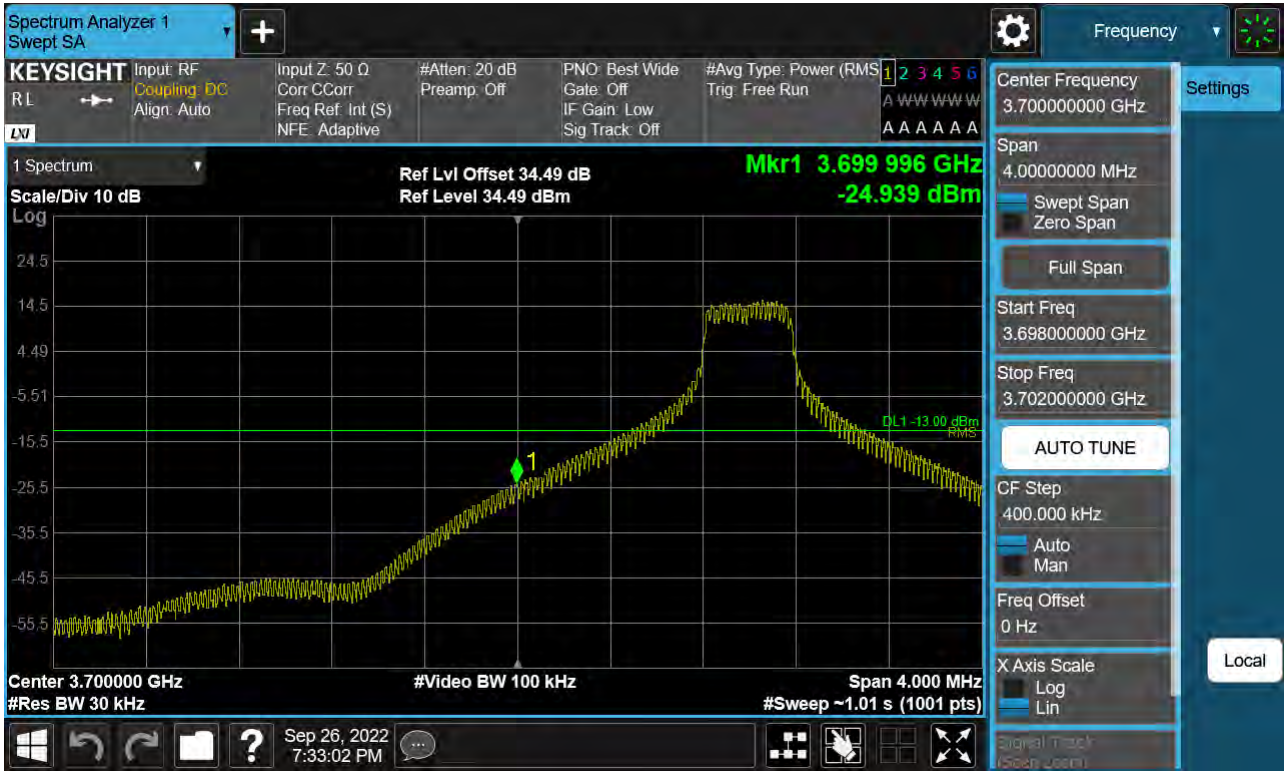 Spectrum Analyzer 1
Swept SA
Frequency
KEYSIGHT
RL
LXI
Input: RF
Coupling: DC
Align: Auto
Input Z: 50 Ω
Corr CCorr
Freq Ref: Int (S)
NFE: Adaptive
#Atten: 20 dB
Preamp: Off
PNO: Best Wide
Gate: Off
IF Gain: Low
Sig Track: Off
#Avg Type: Power (RMS
Trig: Free Run
1 2 3 4 5 6
A W W W W W
A A A A A A
1 Spectrum
Scale/Div 10 dB
Log
Ref Lvl Offset 34.49 dB
Ref Level 34.49 dBm
Mkr1 3.699 996 GHz
-24.939 dBm
24.5
14.5
4.49
-5.51
-15.5
-25.5
-35.5
-45.5
-55.5
DL1 -13.00 dBm
RMS
1
Center 3.700000 GHz
#Res BW 30 kHz
#Video BW 100 kHz
Span 4.000 MHz
#Sweep ~1.01 s (1001 pts)
Center Frequency
3.700000000 GHz
Settings
Span
4.00000000 MHz
Swept Span
Zero Span
Full Span
Start Freq
3.698000000 GHz
Stop Freq
3.702000000 GHz
AUTO TUNE
CF Step
400.000 kHz
Auto
Man
Freq Offset
0 Hz
X Axis Scale
Log
Lin
Local
Signal Track
(Span Zoom)
?
Sep 26, 2022
7:33:02 PM